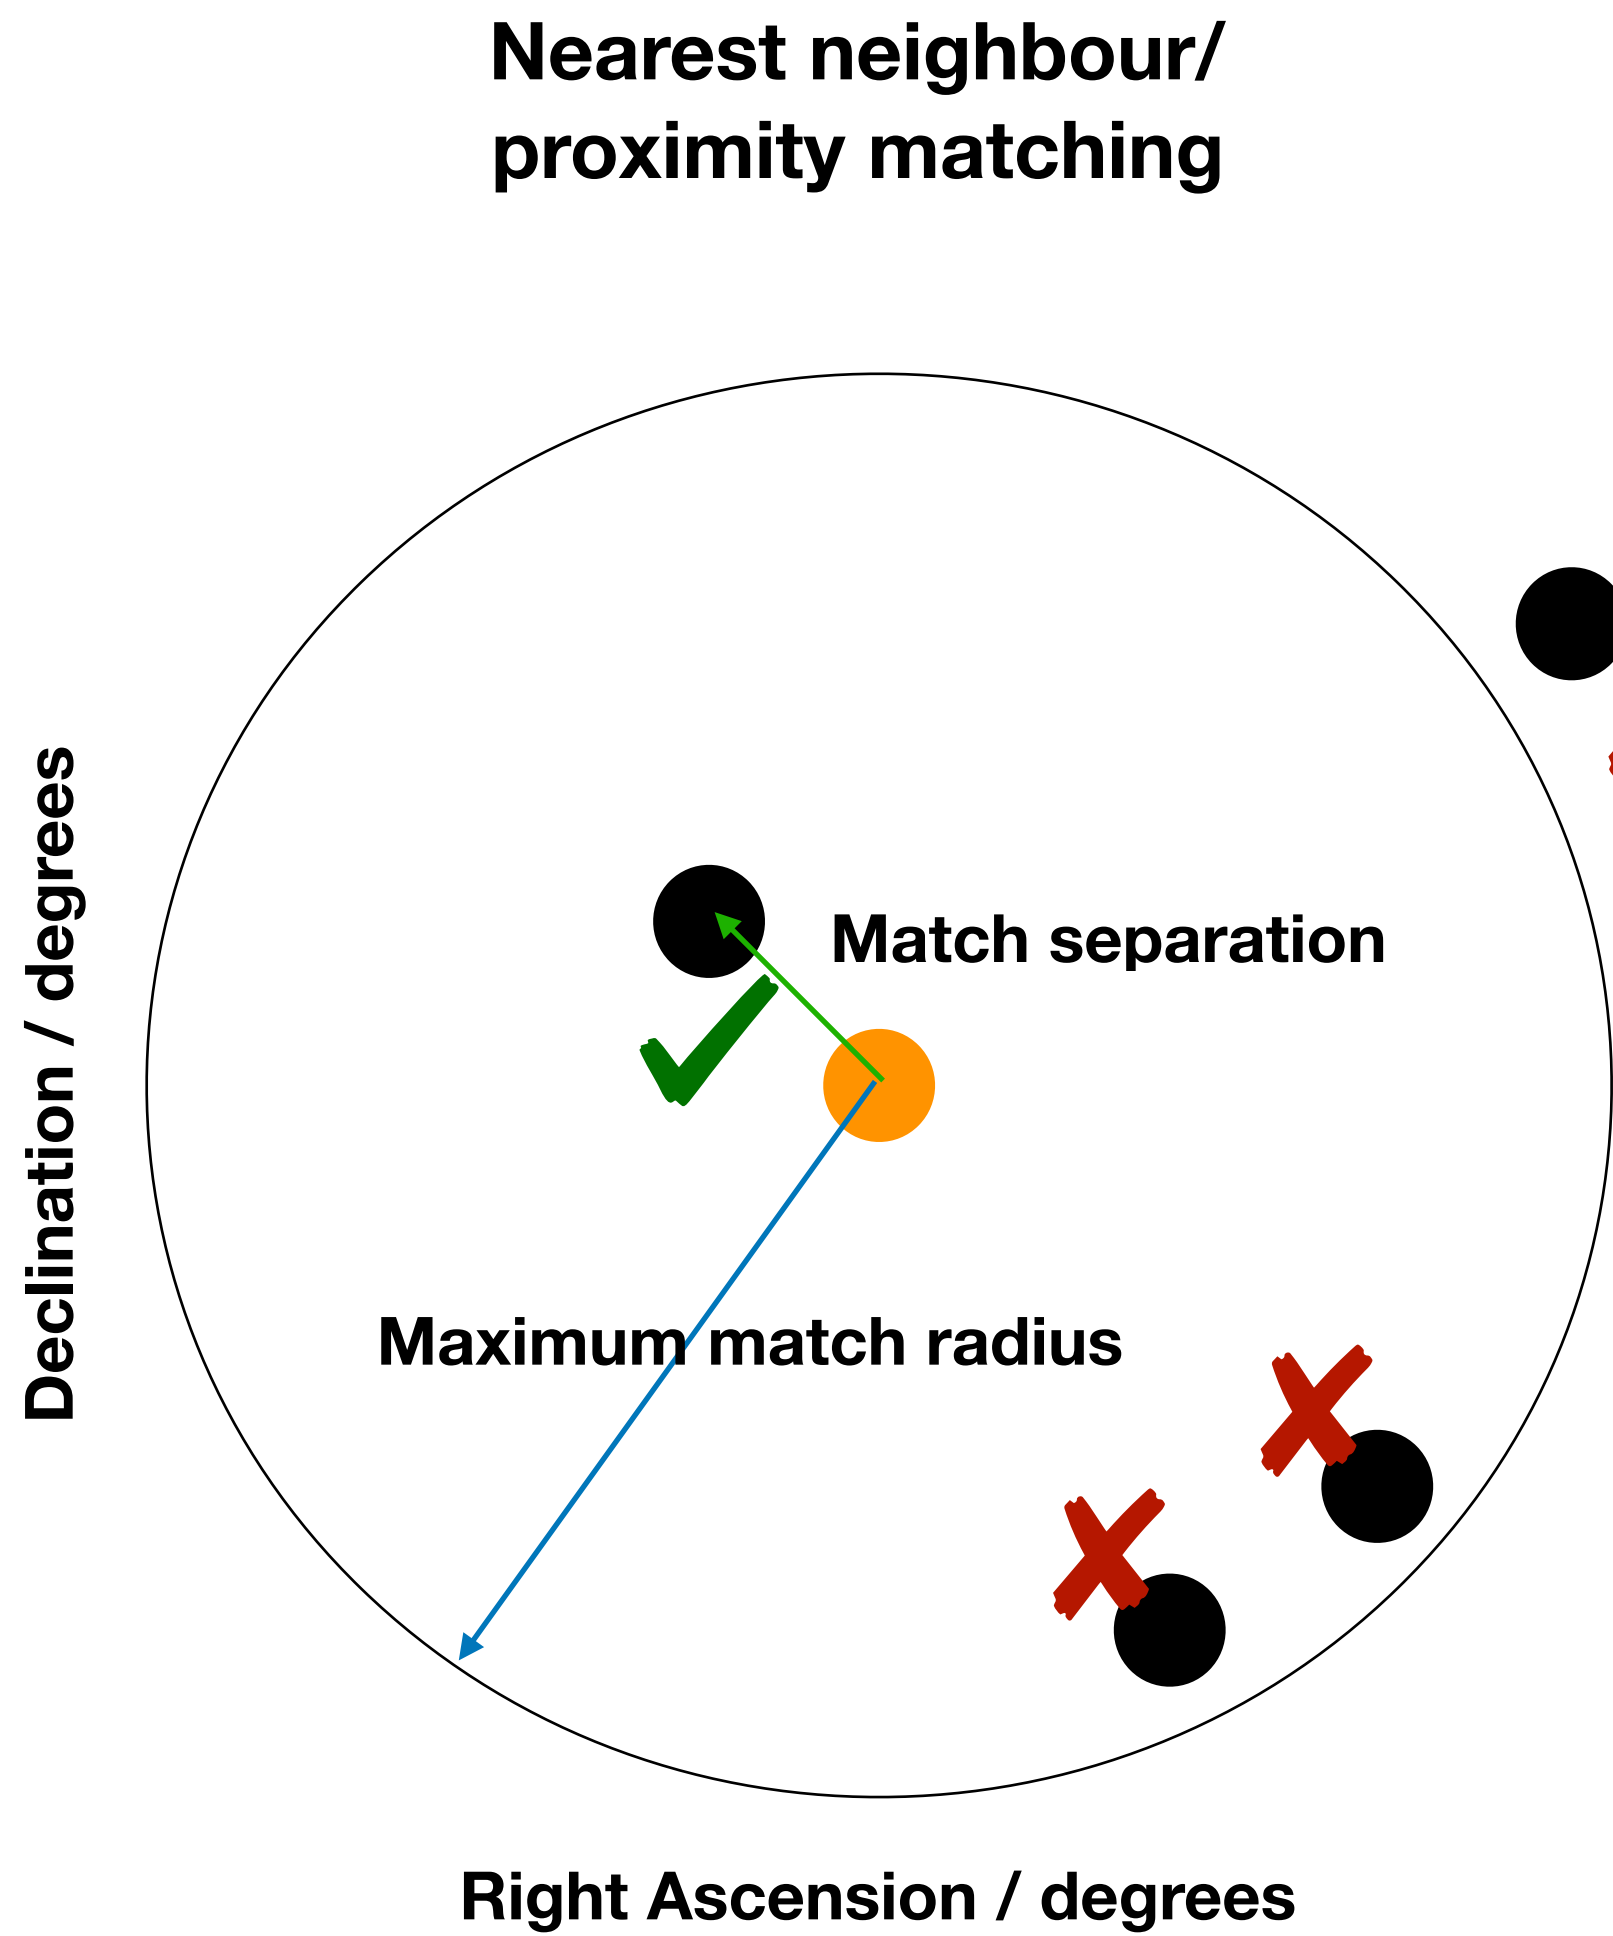 Nearest neighbour/
proximity matching
Declination / degrees
Match separation
Maximum match radius
Right Ascension / degrees